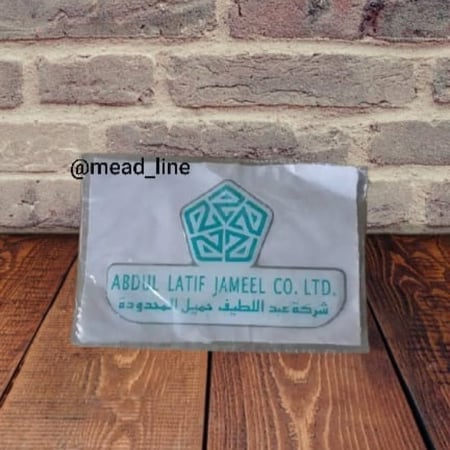 @mead_line
ABDUL LATIF JAMEEL CO. LTD.
شركة عبد اللطيف جميل المحدودة